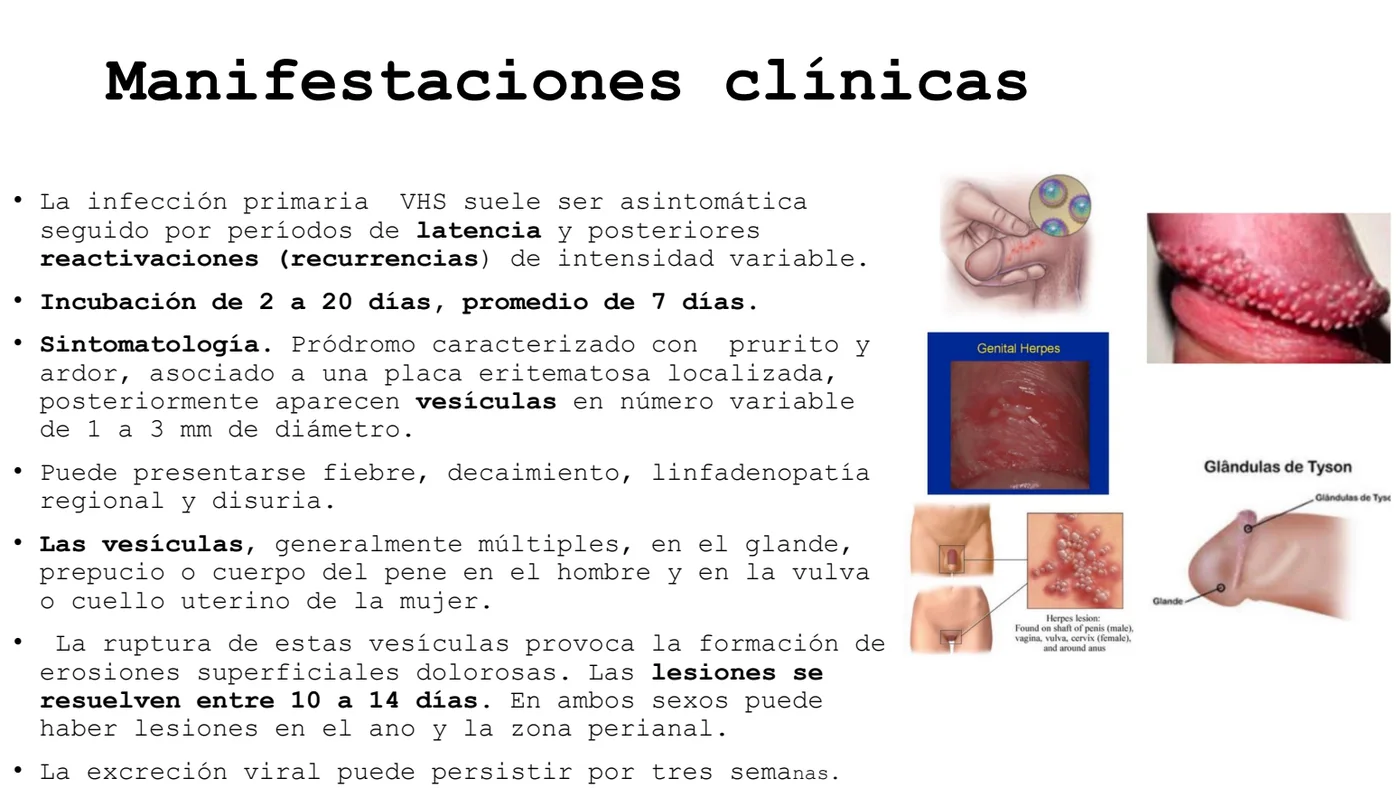 Manifestaciones clínicas
• La infección primaria  VHS suele ser asintomática
seguido por períodos de latencia y posteriores
reactivaciones (recurrencias) de intensidad variable.
• Incubación de 2 a 20 días, promedio de 7 días.
• Sintomatología. Pródromo caracterizado con  prurito y
ardor, asociado a una placa eritematosa localizada,
posteriormente aparecen vesículas en número variable
de 1 a 3 mm de diámetro.
• Puede presentarse fiebre, decaimiento, linfadenopatía
regional y disuria.
• Las vesículas, generalmente múltiples, en el glande,
prepucio o cuerpo del pene en el hombre y en la vulva
o cuello uterino de la mujer.
• La ruptura de estas vesículas provoca la formación de
erosiones superficiales dolorosas. Las lesiones se
resuelven entre 10 a 14 días. En ambos sexos puede
haber lesiones en el ano y la zona perianal.
• La excreción viral puede persistir por tres semanas.
Genital Herpes
Herpes lesion:
Found on shaft of penis (male),
vagina, vulva, cervix (female),
and around anus
Glândulas de Tyson
Glândulas de Tysc
Glande